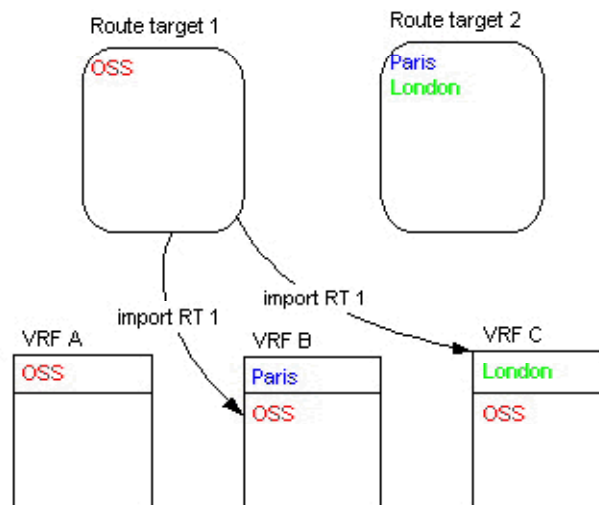 Route target 1
Route target 2
OSS
Paris
London
import RT 1
import RT 1
VRF A
VRF B
VRF C
OSS
Paris
London
OSS
OSS